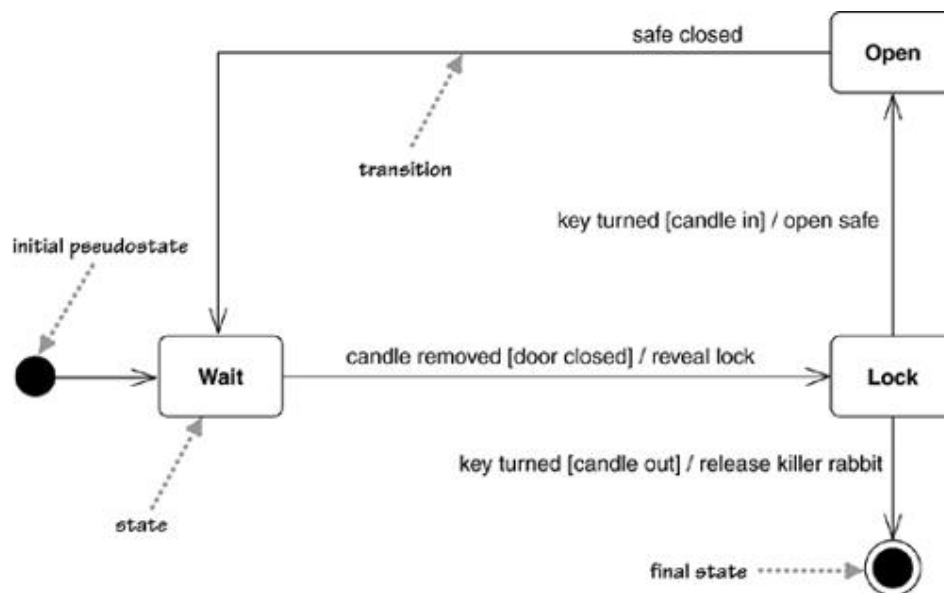 safe closed
Open
transition
key turned [candle in] / open safe
initial pseudostate
Wait
candle removed [door closed] / reveal lock
Lock
key turned [candle out] / release killer rabbit
state
final state